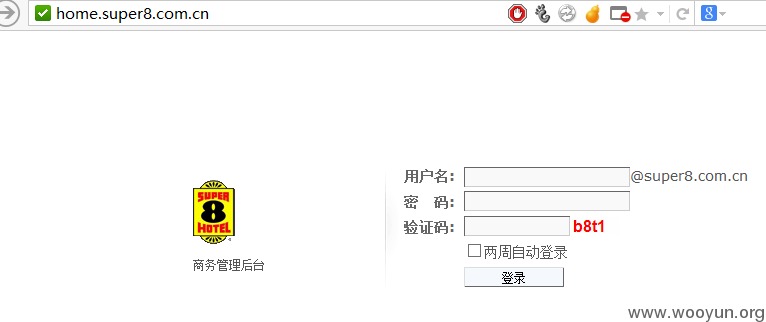 home.super8.com.cn
用户名: @super8.com.cn
密 码:
验证码: b8t1
两周自动登录
登录
SUPER
8
HOTEL
商务管理后台
www.wooyun.org